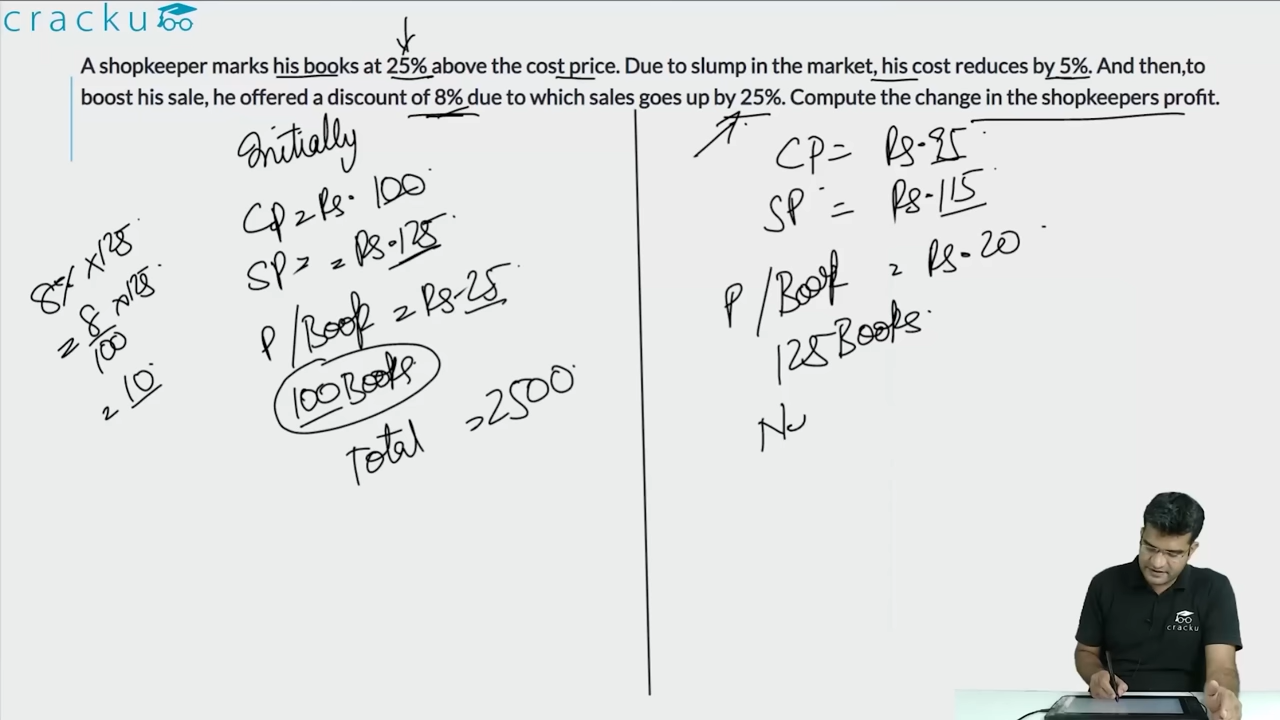 cracku
A shopkeeper marks his books at 25% above the cost price. Due to slump in the market, his cost reduces by 5%. And then,to
boost his sale, he offered a discount of 8% due to which sales goes up by 25%. Compute the change in the shopkeepers profit.
Initially
CP = Rs. 100
SP = = Rs. 125
P/Book = Rs. 25
100 Books
Total = 2500
8% × 125
= 8/100 × 125
= 10
CP = Rs. 95
SP = Rs. 115
P/Book = Rs. 20
125 Books
Ne
cracku